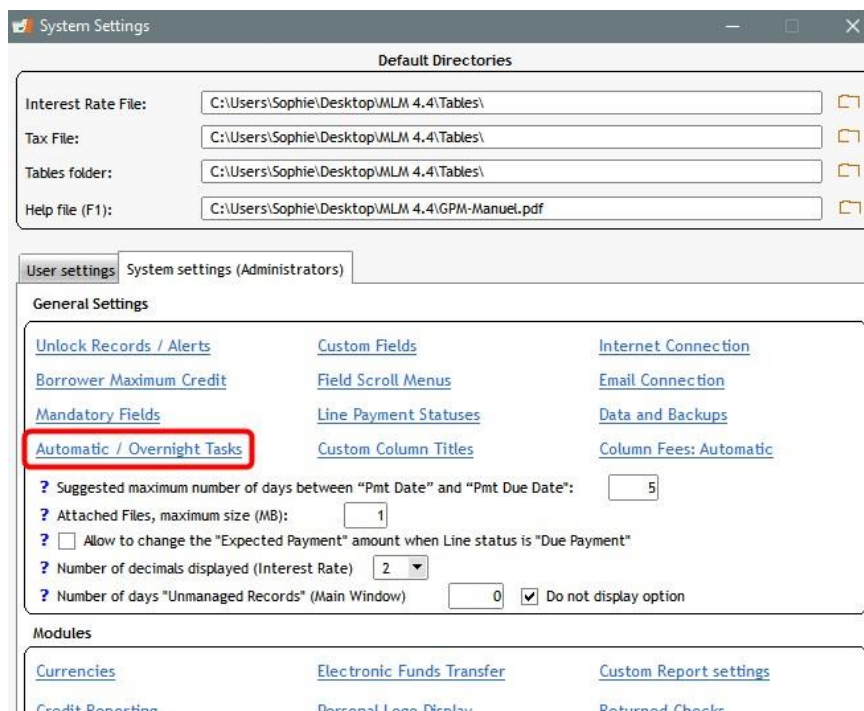 System Settings
Default Directories
Interest Rate File: C:\Users\Sophie\Desktop\MLM 4.4\Tables\
Tax File: C:\Users\Sophie\Desktop\MLM 4.4\Tables\
Tables folder: C:\Users\Sophie\Desktop\MLM 4.4\Tables\
Help file (F1): C:\Users\Sophie\Desktop\MLM 4.4\GPM-Manuel.pdf
User settings System settings (Administrators)
General Settings
Unlock Records / Alerts Custom Fields Internet Connection
Borrower Maximum Credit Field Scroll Menus Email Connection
Mandatory Fields Line Payment Statuses Data and Backups
Automatic / Overnight Tasks Custom Column Titles Column Fees: Automatic
? Suggested maximum number of days between “Pmt Date” and “Pmt Due Date": 5
? Attached Files, maximum size (MB): 1
? Allow to change the "Expected Payment" amount when Line status is "Due Payment"
? Number of decimals displayed (Interest Rate) 2
? Number of days "Unmanaged Records" (Main Window) 0 Do not display option
Modules
Currencies Electronic Funds Transfer Custom Report settings
Credit Reporting Personal Logo Display Returned Checks